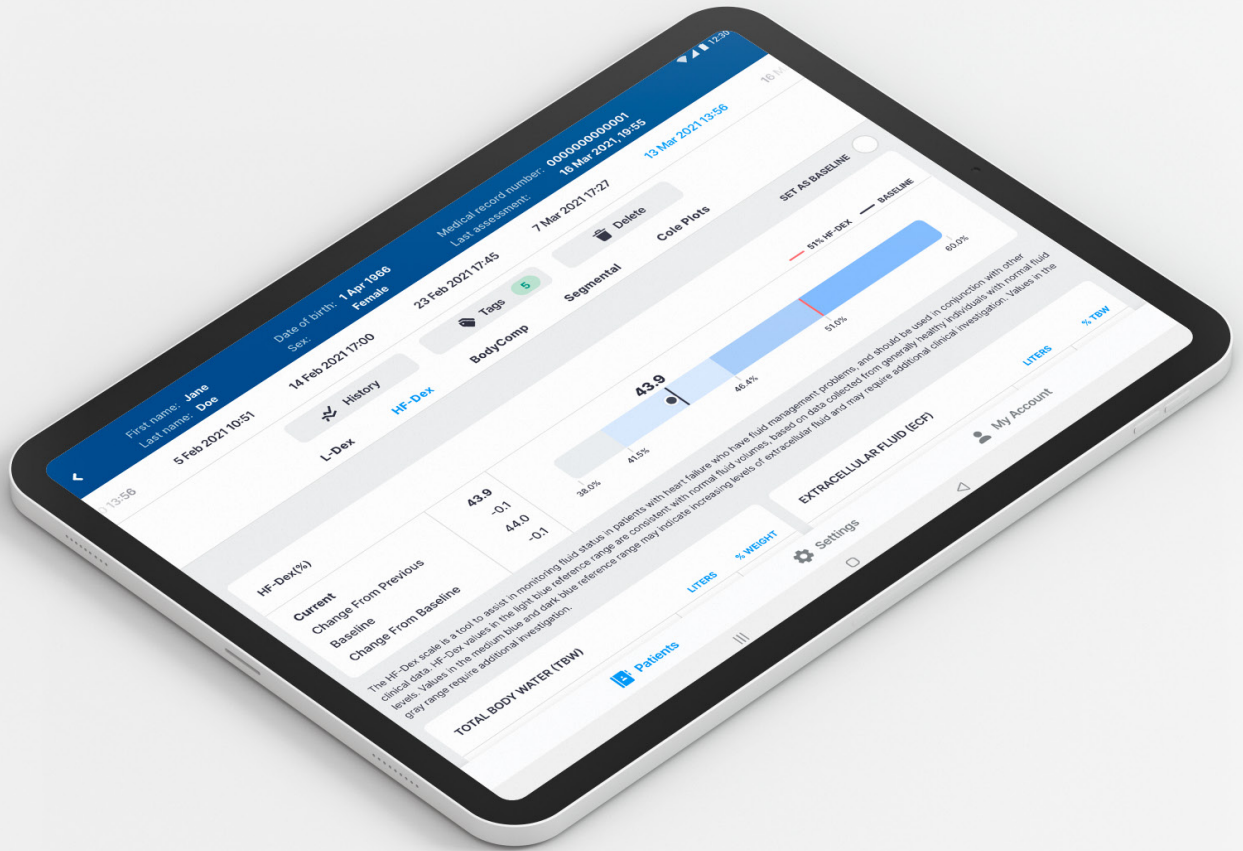 12:30
First name: Jane
Last name: Doe
Date of birth: 1 Apr 1966
Sex: Female
Medical record number: 0000000000001
Last assessment: 16 Mar 2021, 19:55
13:56
5 Feb 2021 10:51
14 Feb 2021 17:00
23 Feb 2021 17:45
7 Mar 2021 17:27
13 Mar 2021 13:56
16 M
History
Tags 5
Delete
L-Dex
HF-Dex
BodyComp
Segmental
Cole Plots
SET AS BASELINE
HF-Dex(%)
Current 43.9
Change From Previous -0.1
Baseline 44.0
Change From Baseline -0.1
51% HF-DEX
BASELINE
43.9
38.0%
41.5%
46.4%
51.0%
60.0%
The HF-Dex scale is a tool to assist in monitoring fluid status in patients with heart failure who have fluid management problems, and should be used in conjunction with other
clinical data. HF-Dex values in the light blue reference range are consistent with normal fluid volumes, based on data collected from generally healthy individuals with normal fluid
levels. Values in the medium blue and dark blue reference range may indicate increasing levels of extracellular fluid and may require additional clinical investigation. Values in the
gray range require additional investigation.
TOTAL BODY WATER (TBW)
LITERS
% WEIGHT
EXTRACELLULAR FLUID (ECF)
LITERS
% TBW
Patients
Settings
My Account